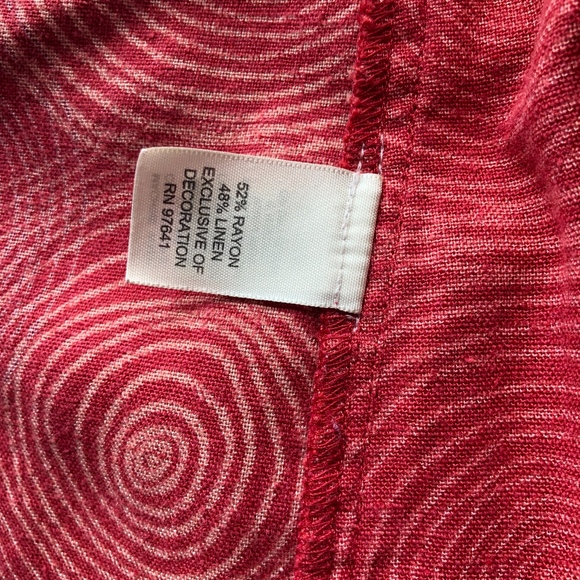 52% RAYON
48% LINEN
EXCLUSIVE OF
DECORATION
RN 97641